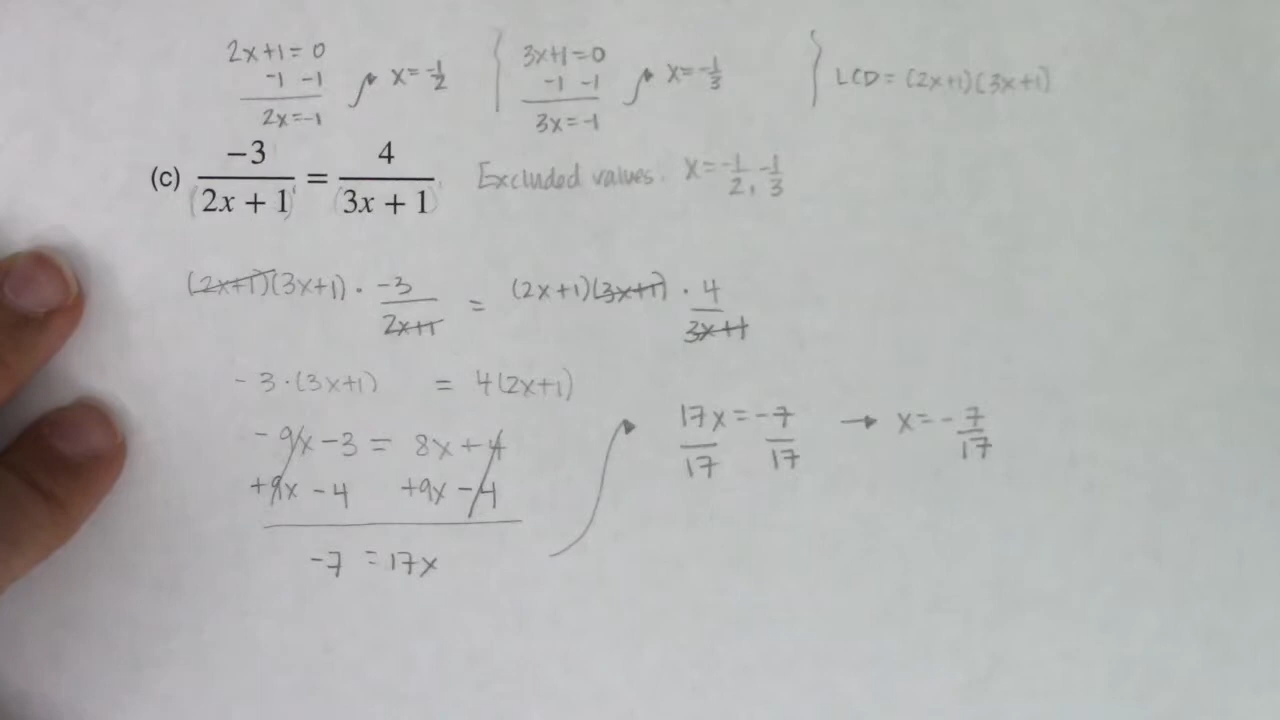 2x+1=0
-1 -1
2x=-1
x=-1/2
3x+1=0
-1 -1
3x=-1
x=-1/3
LCD=(2x+1)(3x+1)
(c) -3/(2x + 1) = 4/(3x + 1) Excluded values. x=-1/2, -1/3
(2x+1)(3x+1) · -3/2x+1 = (2x+1)(3x+1) · 4/3x+1
-3·(3x+1) = 4(2x+1)
-9x-3 = 8x+4
+9x-4 +9x-4
-7 = 17x
17x/17 = -7/17 → x=-7/17